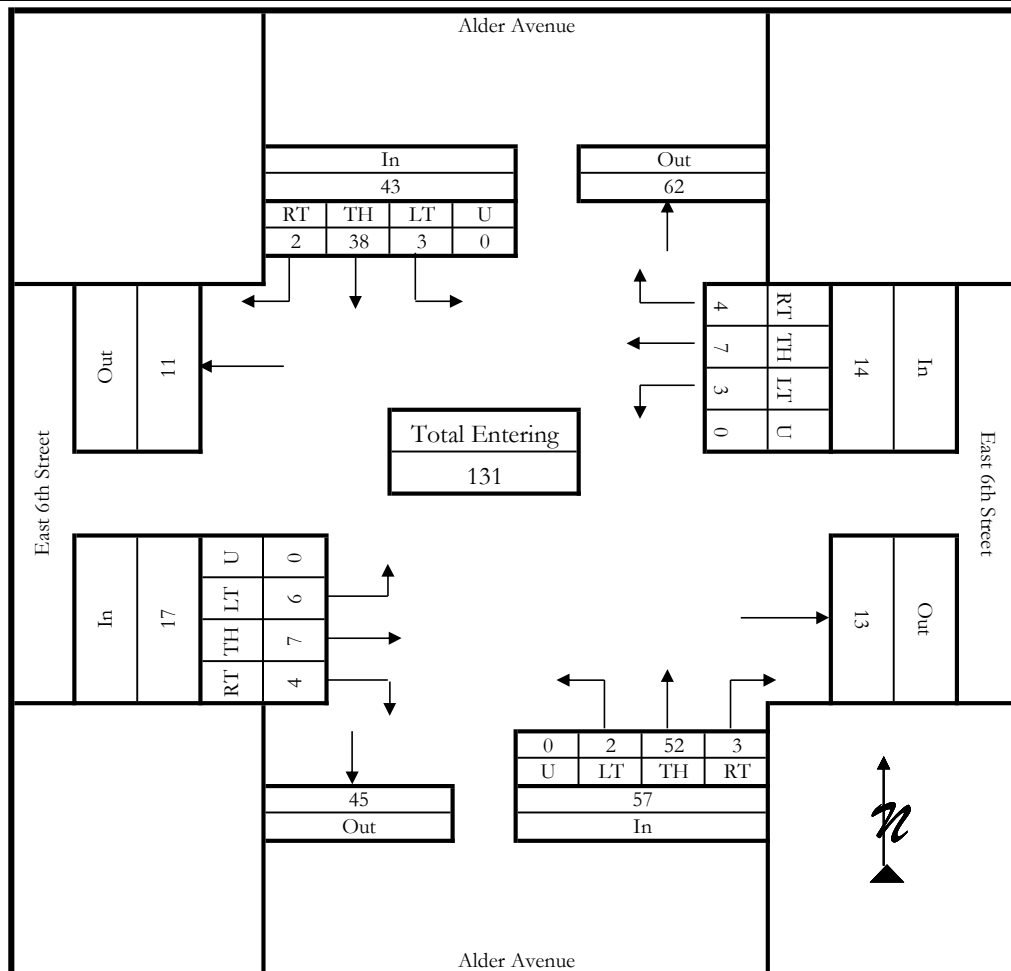 Alder Avenue
In
43
RT TH LT U
2 38 3 0
Out
62
Out
11
East 6th Street
RT TH LT U
4 7 3 0
14
In
East 6th Street
Total Entering
131
In
17
U LT TH RT
0 6 7 4
13
Out
0 2 52 3
U LT TH RT
57
In
45
Out
N
Alder Avenue